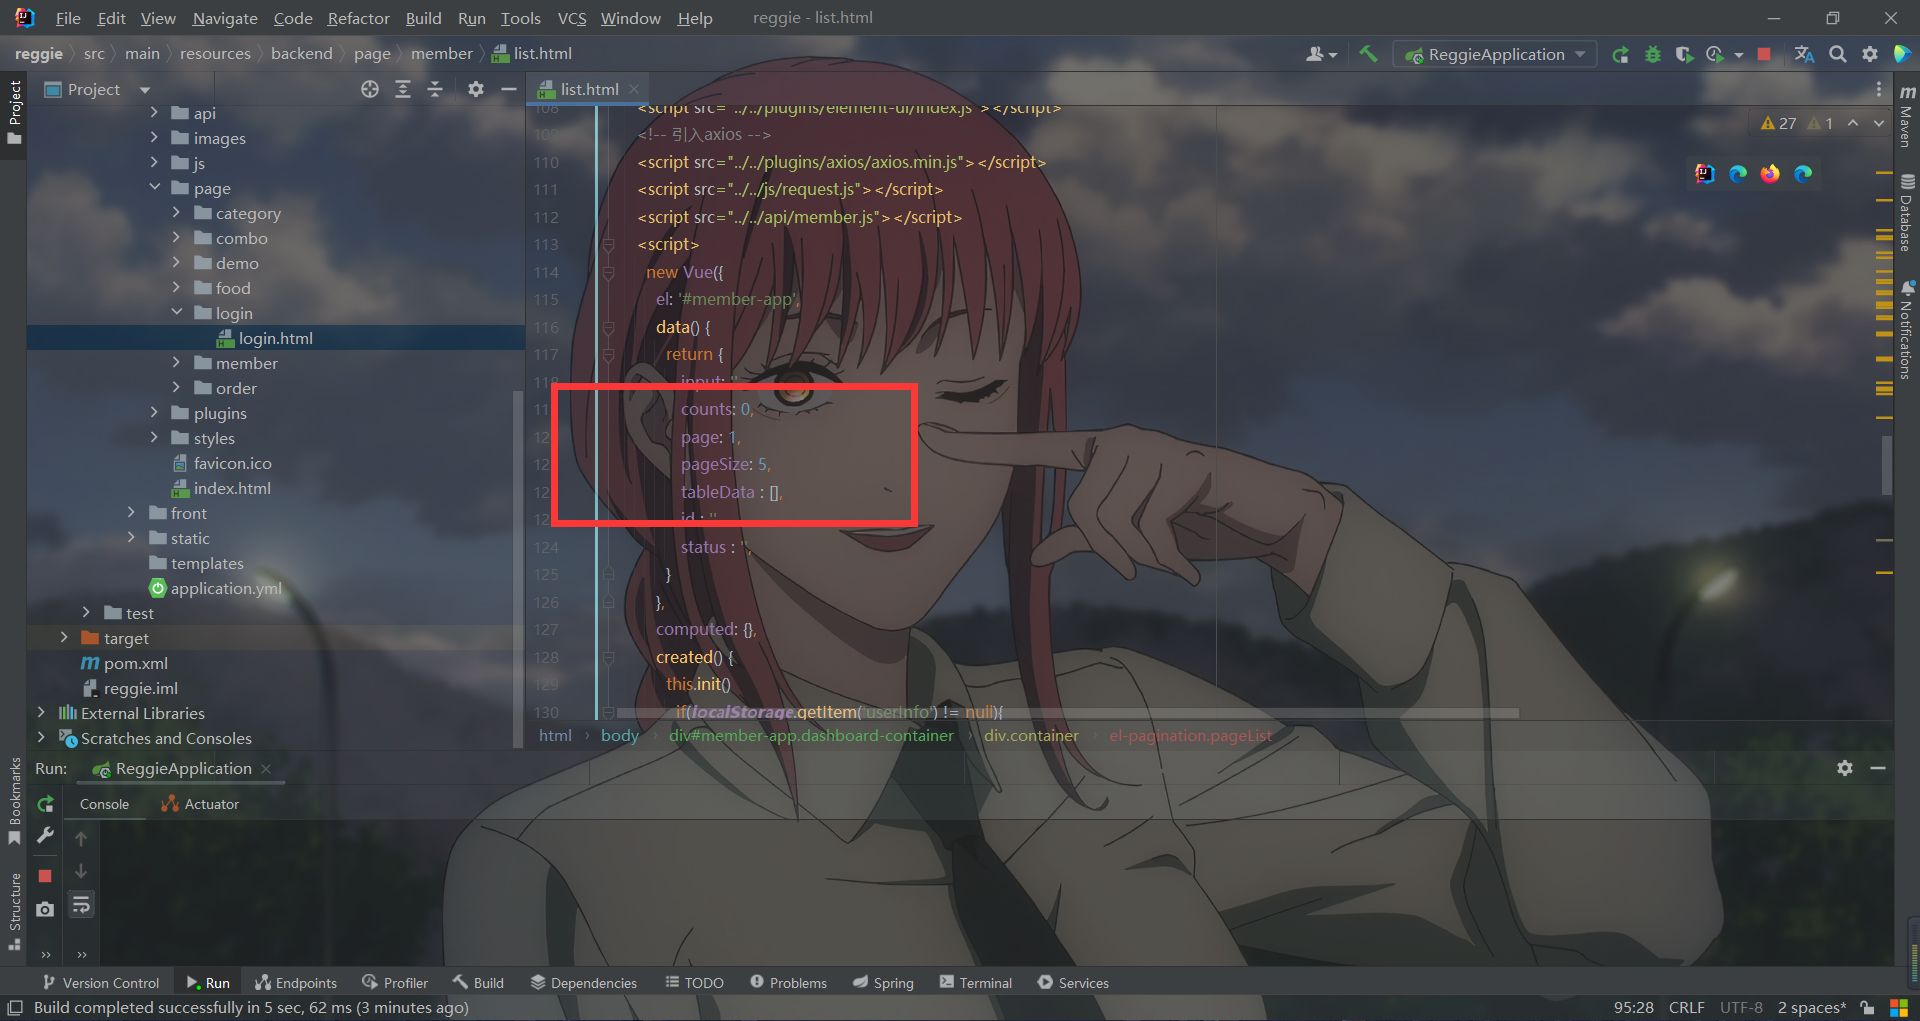 File Edit View Navigate Code Refactor Build Run Tools VCS Window Help reggie - list.html
reggie src main resources backend page member list.html ReggieApplication
Project
Project
api
images
js
page
category
combo
demo
food
login
login.html
member
order
plugins
styles
favicon.ico
index.html
front
static
templates
application.yml
test
target
pom.xml
reggie.iml
External Libraries
Scratches and Consoles
list.html
27 1
108 <script src="../../plugins/element-ui/index.js"></script>
109 <!-- 引入axios -->
110 <script src="../../plugins/axios/axios.min.js"></script>
111 <script src="../../js/request.js"></script>
112 <script src="../../api/member.js"></script>
113 <script>
114 new Vue({
115 el: '#member-app',
116 data() {
117 return {
118 input: ''
counts: 0,
page: 1,
pageSize: 5,
tableData : [],
id : ''
124 status : '',
125 }
126 },
127 computed: {},
128 created() {
129 this.init()
130 if(localStorage.getItem('userInfo') != null){
html body div#member-app.dashboard-container div.container el-pagination.pageList
Maven
Database
Notifications
Run: ReggieApplication
Console Actuator
Bookmarks
Structure
Version Control Run Endpoints Profiler Build Dependencies TODO Problems Spring Terminal Services
Build completed successfully in 5 sec, 62 ms (3 minutes ago) 95:28 CRLF UTF-8 2 spaces*